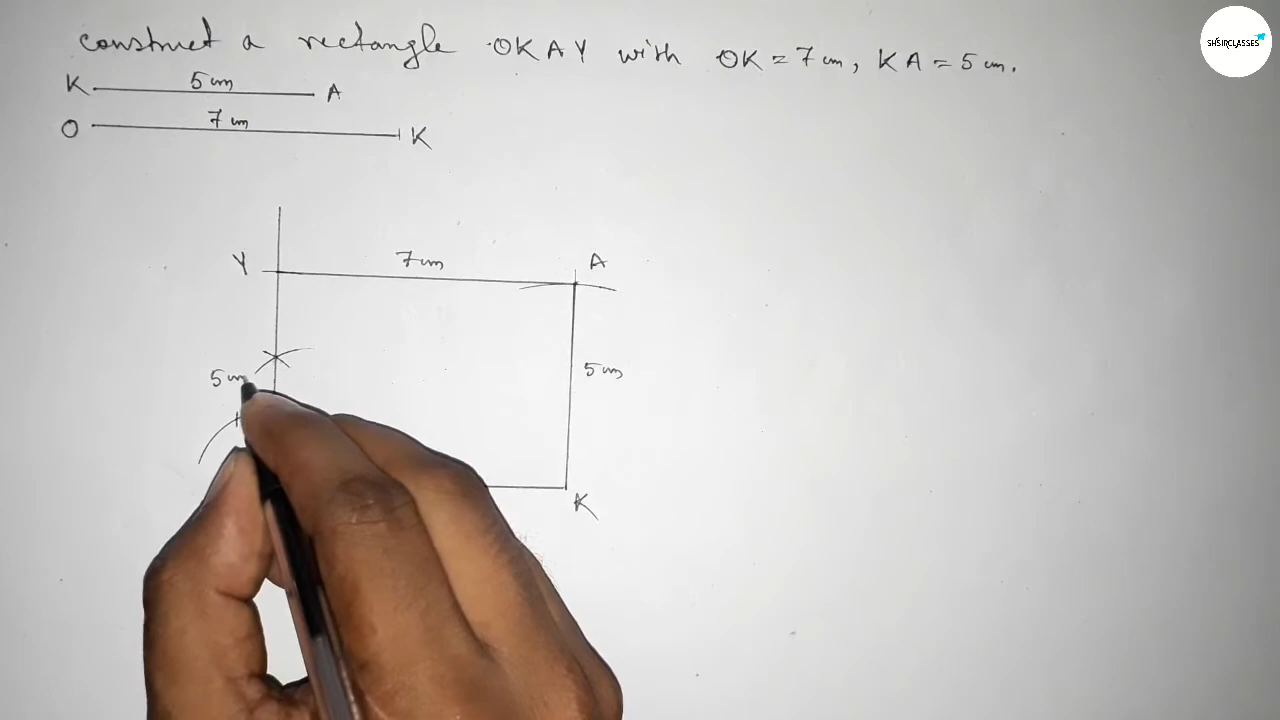 construct a rectangle OKAY with OK = 7 cm, KA = 5 cm.
SHSIRCLASSES
K 5 cm A
O 7 cm K
Y 7 cm A
5 cm 5 cm
K